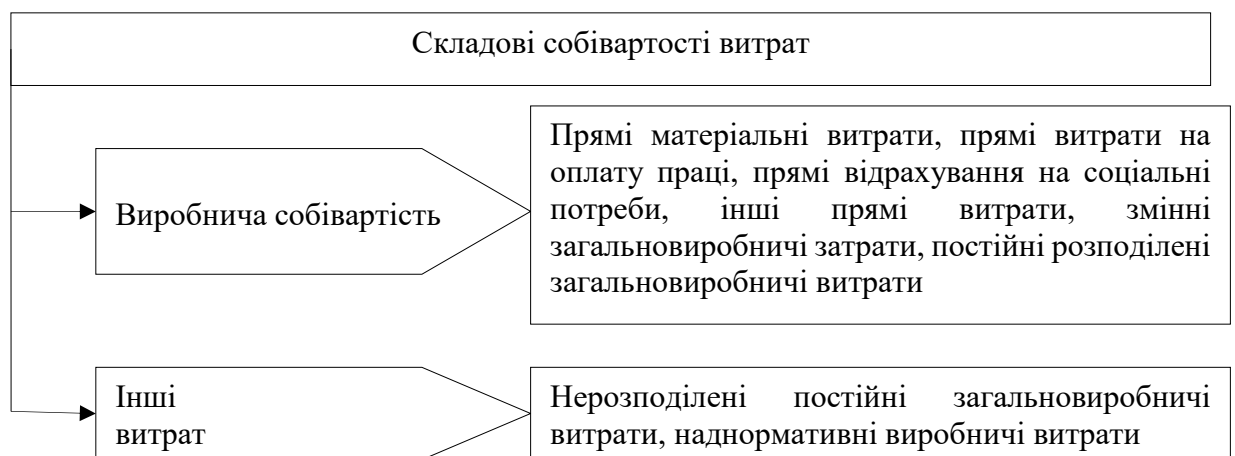 Складові собівартості витрат
Виробнича собівартість
Прямі матеріальні витрати, прямі витрати на
оплату праці, прямі відрахування на соціальні
потреби, інші прямі витрати, змінні
загальновиробничі затрати, постійні розподілені
загальновиробничі витрати
Інші
витрат
Нерозподілені постійні загальновиробничі
витрати, наднормативні виробничі витрати